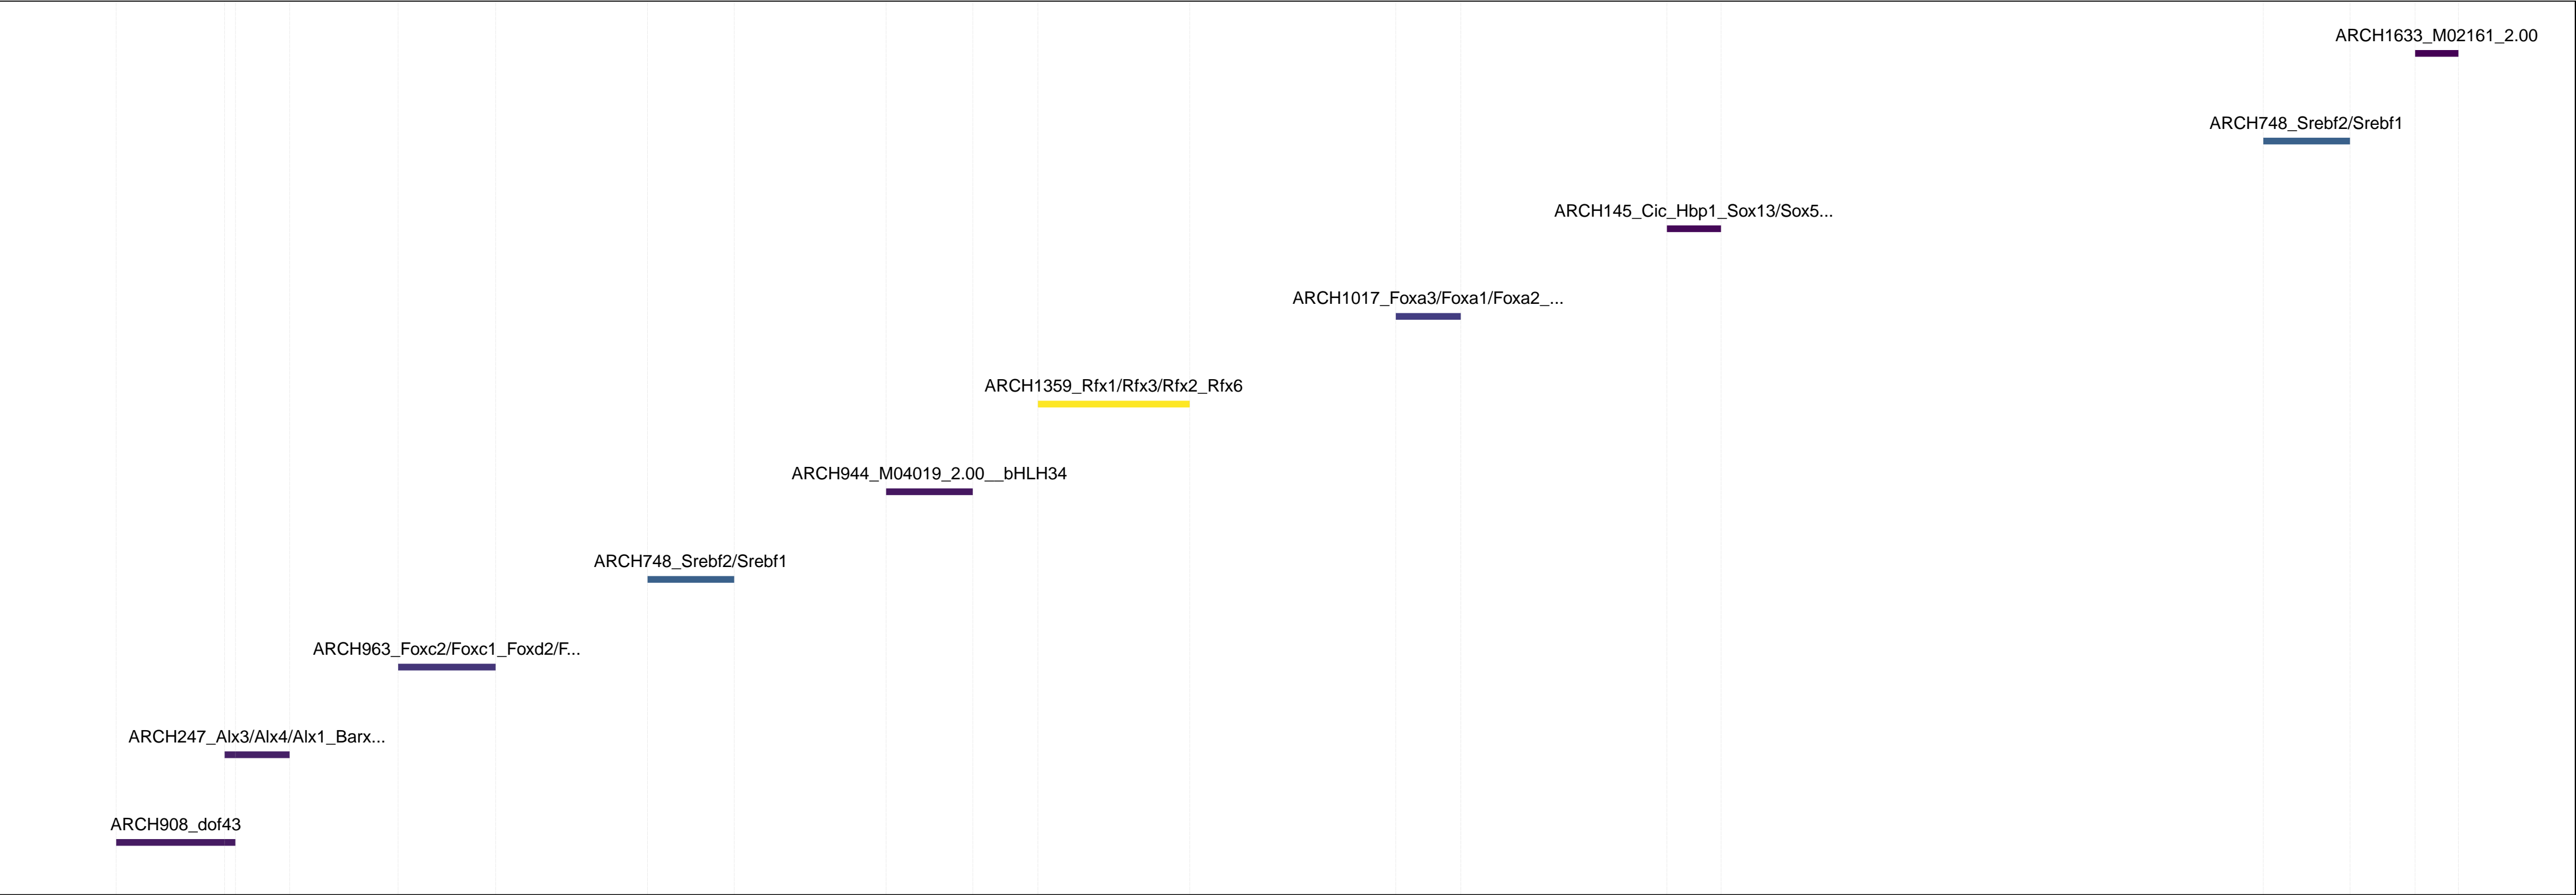 ARCH1633_M02161_2.00
ARCH748_Srebf2/Srebf1
ARCH145_Cic_Hbp1_Sox13/Sox5...
ARCH1017_Foxa3/Foxa1/Foxa2_...
ARCH1359_Rfx1/Rfx3/Rfx2_Rfx6
ARCH944_M04019_2.00__bHLH34
ARCH748_Srebf2/Srebf1
ARCH963_Foxc2/Foxc1_Foxd2/F...
ARCH247_Alx3/Alx4/Alx1_Barx...
ARCH908_dof43